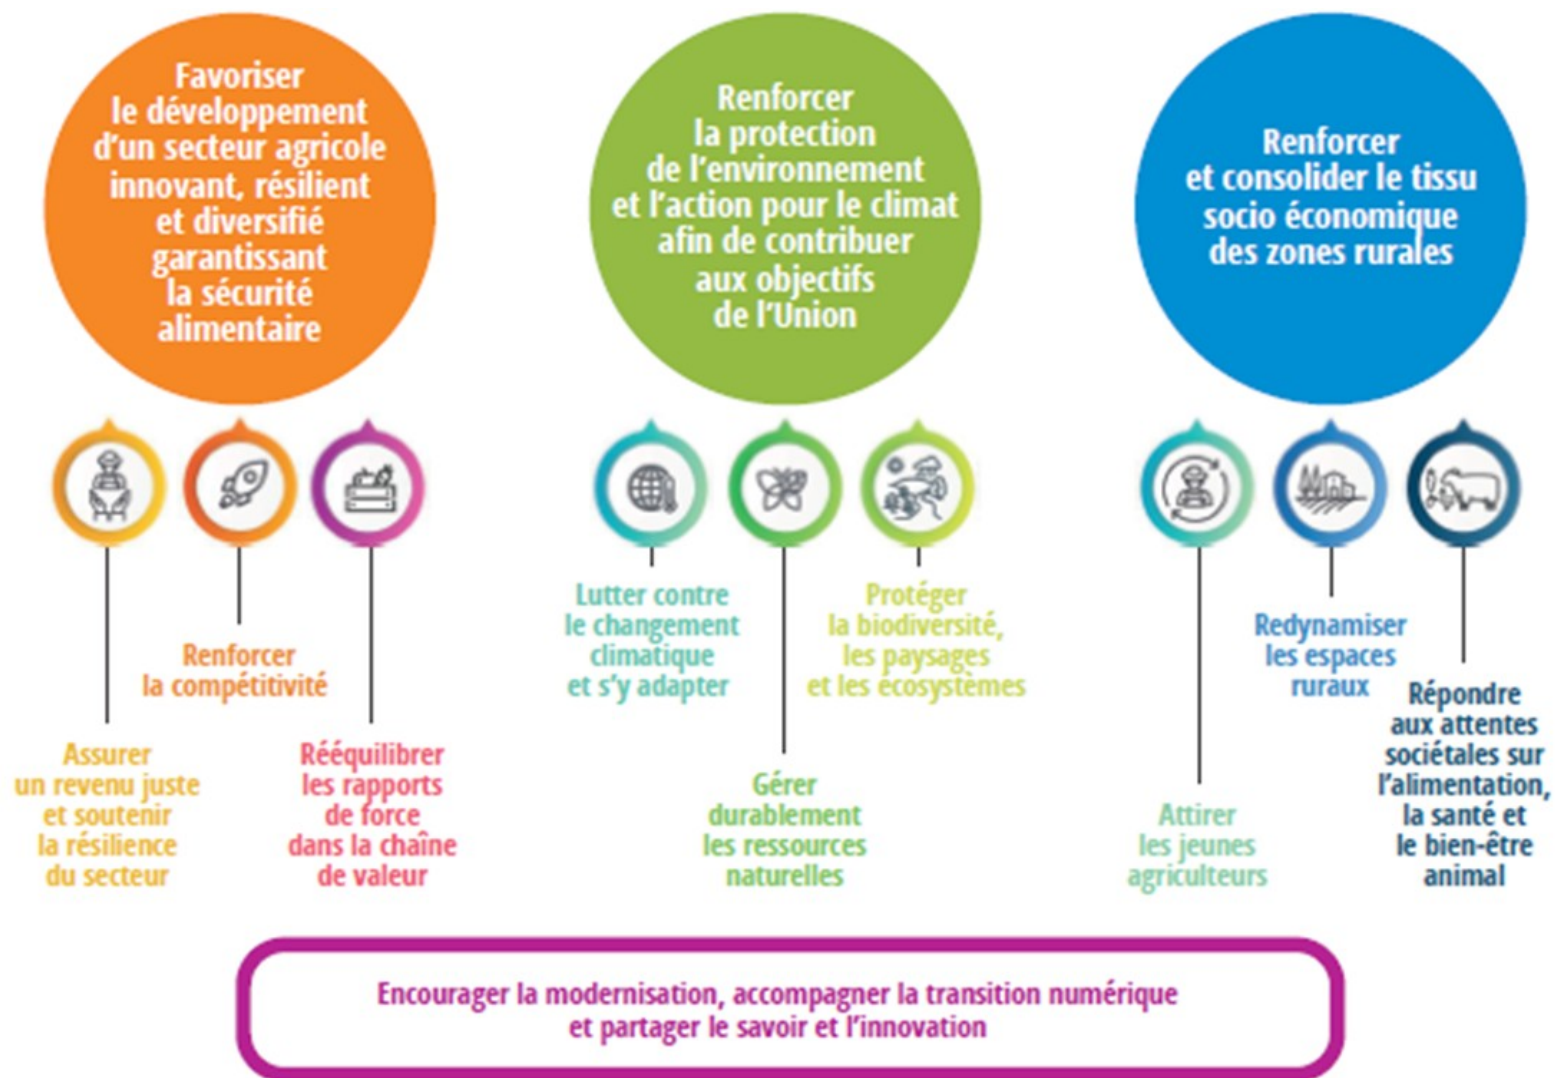 Favoriser
le développement
d'un secteur agricole
innovant, résilient
et diversifié
garantissant
la sécurité
alimentaire
Renforcer
la protection
de l'environnement
et l'action pour le climat
afin de contribuer
aux objectifs
de l'Union
Renforcer
et consolider le tissu
socio économique
des zones rurales
Assurer
un revenu juste
et soutenir
la résilience
du secteur
Renforcer
la compétitivité
Rééquilibrer
les rapports
de force
dans la chaîne
de valeur
Lutter contre
le changement
climatique
et s'y adapter
Gérer
durablement
les ressources
naturelles
Protéger
la biodiversité,
les paysages
et les écosystèmes
Attirer
les jeunes
agriculteurs
Redynamiser
les espaces
ruraux
Répondre
aux attentes
sociétales sur
l'alimentation,
la santé et
le bien-être
animal
Encourager la modernisation, accompagner la transition numérique
et partager le savoir et l'innovation